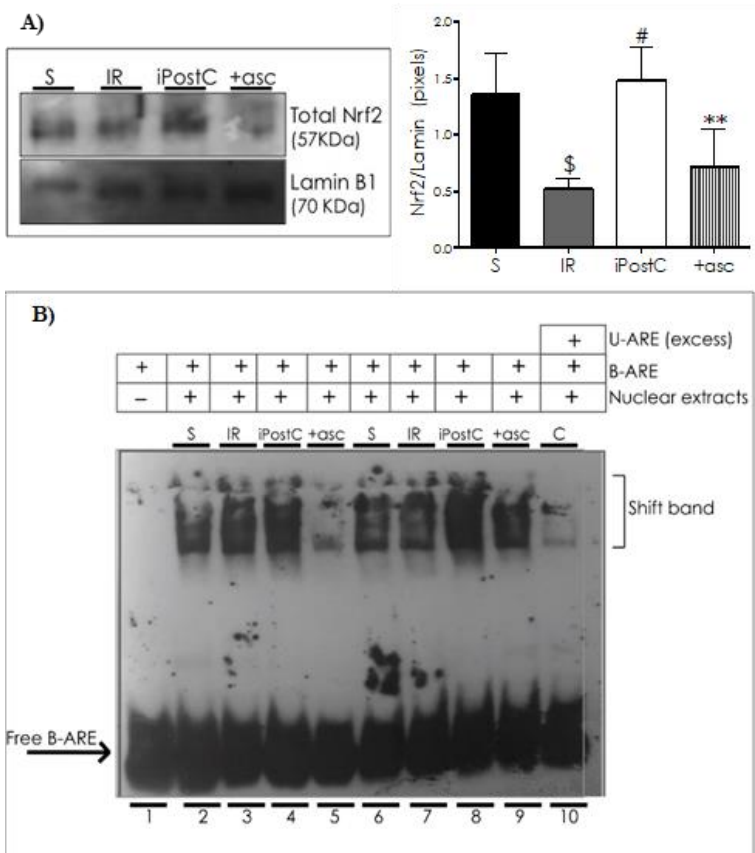 A)
S IR iPostC +asc
Total Nrf2
(57KDa)
Lamin B1
(70 KDa)
Nrf2/Lamin (pixels)
2.0
1.5
1.0
0.5
0.0
$
#
**
S IR iPostC +asc
B)
+ U-ARE (excess)
+ + + + + + + + + + B-ARE
– + + + + + + + + + Nuclear extracts
S IR iPostC +asc S IR iPostC +asc C
Shift band
Free B-ARE
1 2 3 4 5 6 7 8 9 10